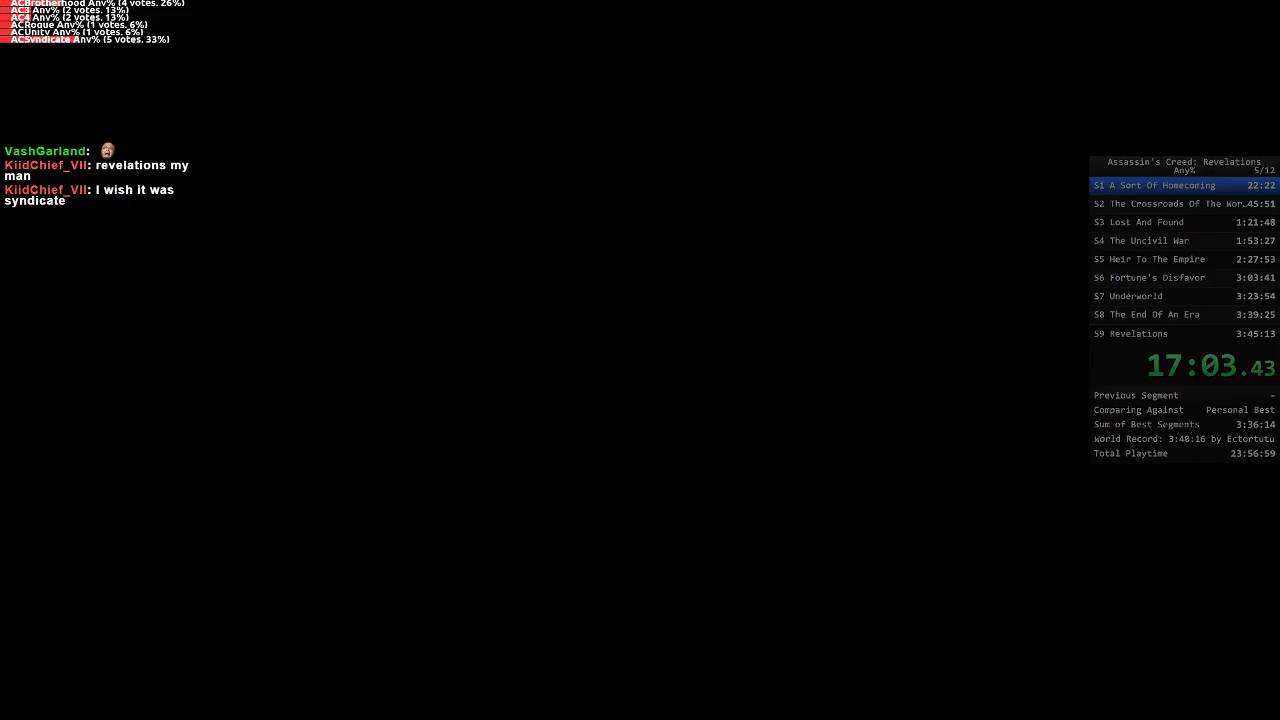 ACBrotherhood Any% (4 votes, 26%)
AC3 Any% (2 votes, 13%)
AC4 Any% (2 votes, 13%)
ACRogue Any% (1 votes, 6%)
ACUnity Any% (1 votes, 6%)
ACSyndicate Any% (5 votes, 33%)
VashGarland:
KiidChief_VII: revelations my
man
KiidChief_VII: I wish it was
syndicate
Assassin's Creed: Revelations
Any% 5/12
S1 A Sort Of Homecoming 22:22
S2 The Crossroads Of The Wor…45:51
S3 Lost And Found 1:21:48
S4 The Uncivil War 1:53:27
S5 Heir To The Empire 2:27:53
S6 Fortune's Disfavor 3:03:41
S7 Underworld 3:23:54
S8 The End Of An Era 3:39:25
S9 Revelations 3:45:13
17:03.43
Previous Segment -
Comparing Against Personal Best
Sum of Best Segments 3:36:14
World Record: 3:40:16 by Ectortutu
Total Playtime 23:56:59